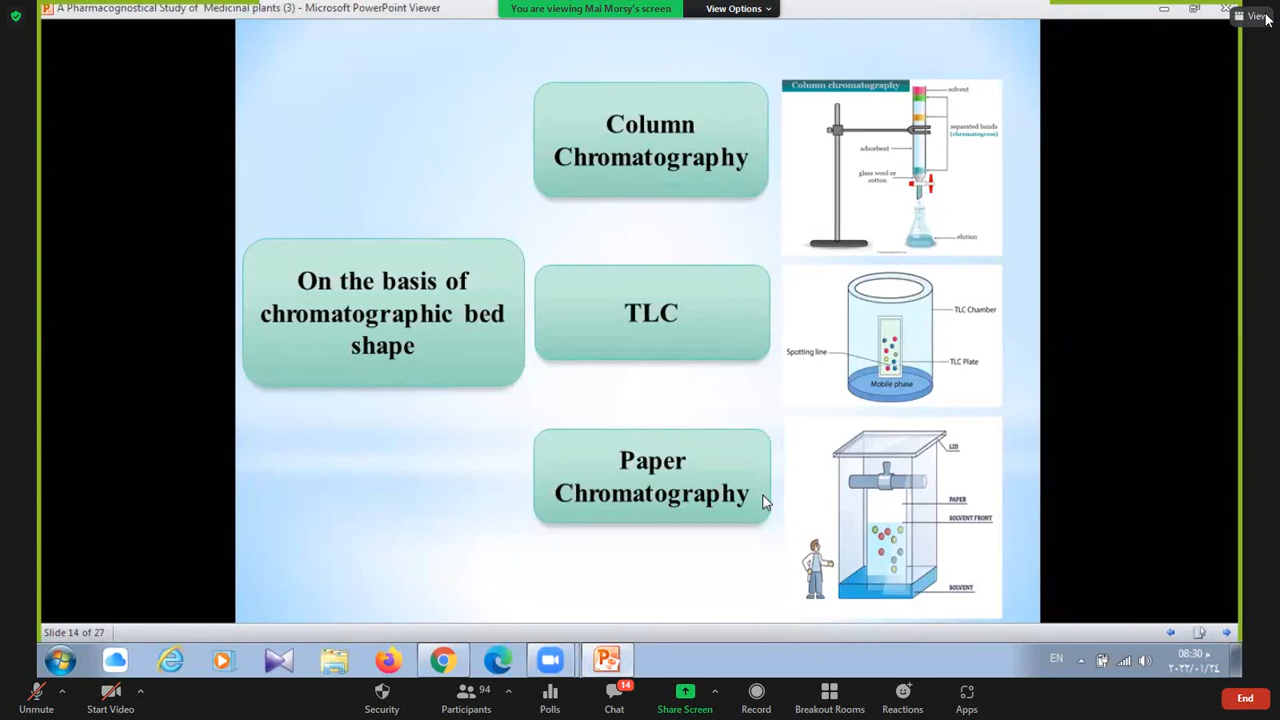 A Pharmacognostical Study of Medicinal plants (3) - Microsoft PowerPoint Viewer
You are viewing Mai Morsy's screen
View Options
View
Column
Chromatography
Column chromatography
solvent
separated bands
(chromatogram)
adsorbent
glass wool or
cotton
elution
On the basis of
chromatographic bed
shape
TLC
TLC Chamber
Spotting line
TLC Plate
Mobile phase
Paper
Chromatography
LID
PAPER
SOLVENT FRONT
SOLVENT
Slide 14 of 27
EN
08:30 م
٢٠٢٢/٠١/٢٤
Unmute
Start Video
Security
94
Participants
Polls
14
Chat
Share Screen
Record
Breakout Rooms
Reactions
Apps
End